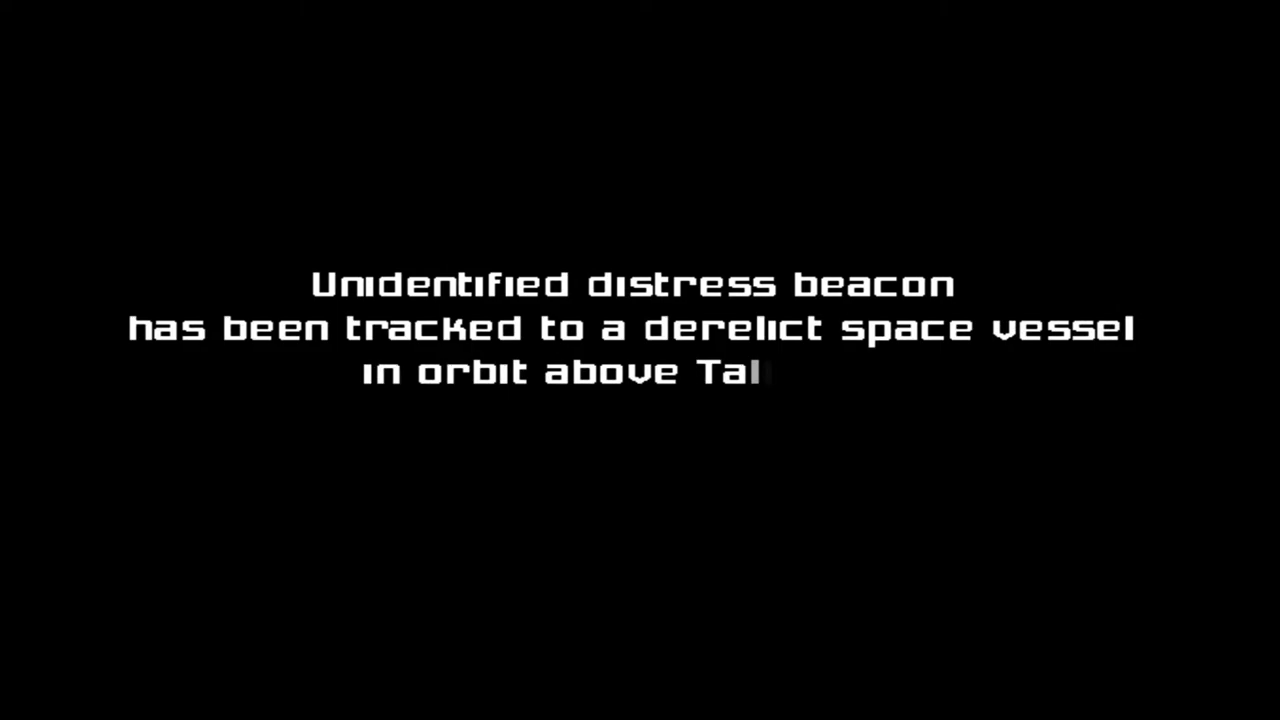 Unidentified distress beacon
has been tracked to a derelict space vessel
in orbit above Tal